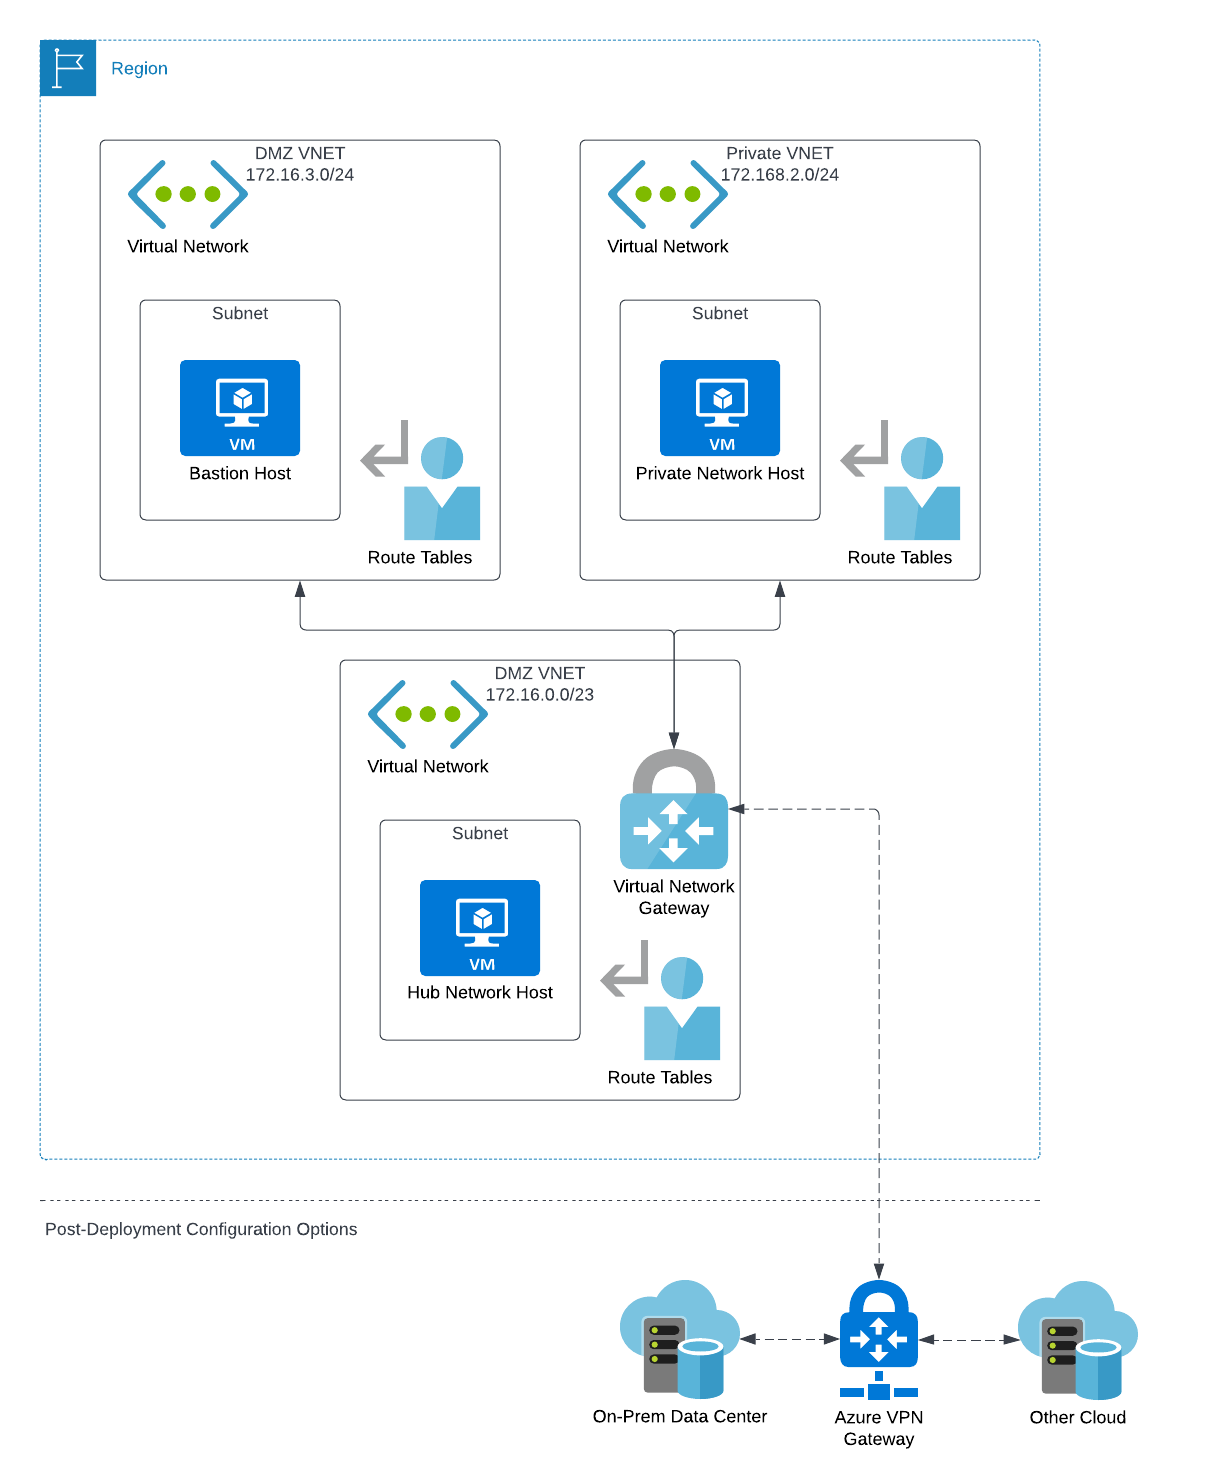 Region
DMZ VNET
172.16.3.0/24
Virtual Network
Subnet
VM
Bastion Host
Route Tables
Private VNET
172.168.2.0/24
Virtual Network
Subnet
VM
Private Network Host
Route Tables
DMZ VNET
172.16.0.0/23
Virtual Network
Subnet
VM
Hub Network Host
Virtual Network
Gateway
Route Tables
Post-Deployment Configuration Options
On-Prem Data Center
Azure VPN
Gateway
Other Cloud